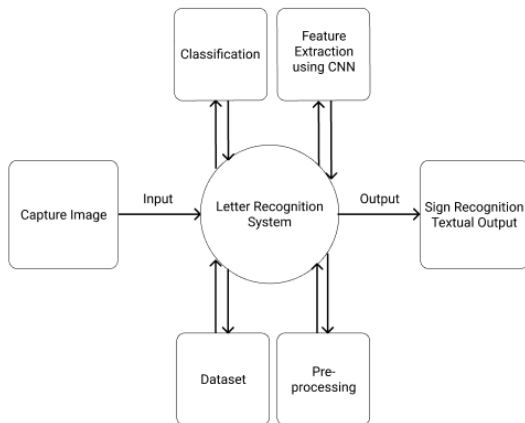 Classification
Feature
Extraction
using CNN
Capture Image
Input
Letter Recognition
System
Output
Sign Recognition
Textual Output
Dataset
Pre-
processing